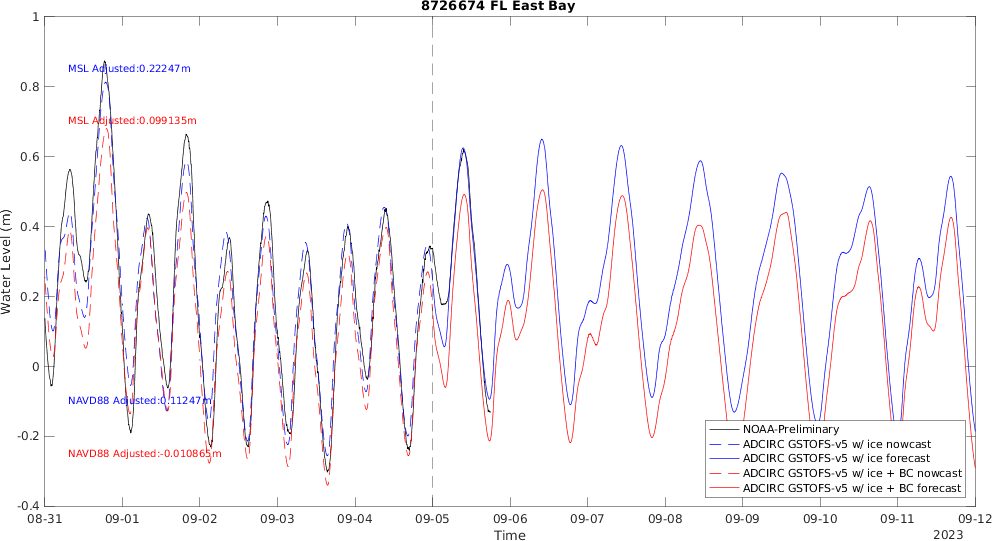 8726674 FL East Bay
1
0.8
0.6
0.4
0.2
0
-0.2
-0.4
Water Level (m)
MSL Adjusted:0.22247m
MSL Adjusted:0.099135m
NAVD88 Adjusted:0.11247m
NAVD88 Adjusted:-0.010865m
NOAA-Preliminary
ADCIRC GSTOFS-v5 w/ ice nowcast
ADCIRC GSTOFS-v5 w/ ice forecast
ADCIRC GSTOFS-v5 w/ ice + BC nowcast
ADCIRC GSTOFS-v5 w/ ice + BC forecast
08-31 09-01 09-02 09-03 09-04 09-05 09-06 09-07 09-08 09-09 09-10 09-11 09-12
Time
2023